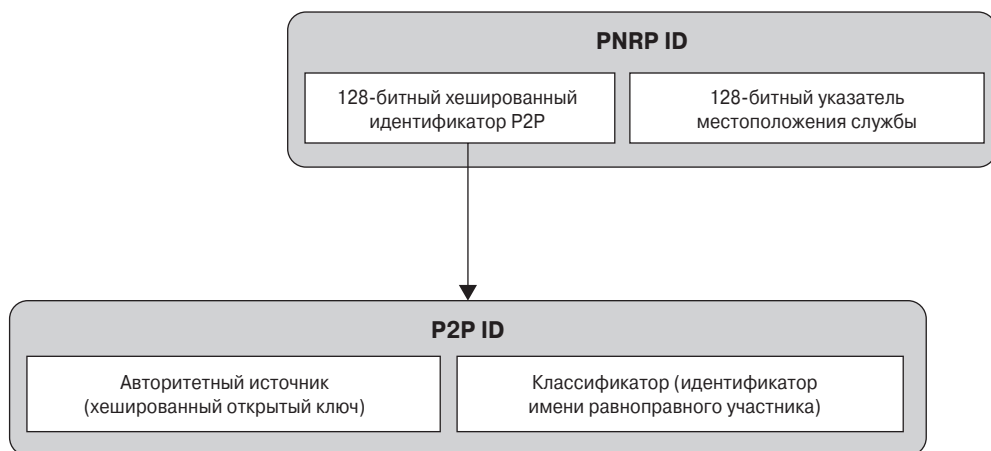 PNRP ID
128-битный хешированный
идентификатор P2P
128-битный указатель
местоположения службы
P2P ID
Авторитетный источник
(хешированный открытый ключ)
Классификатор (идентификатор
имени равноправного участника)